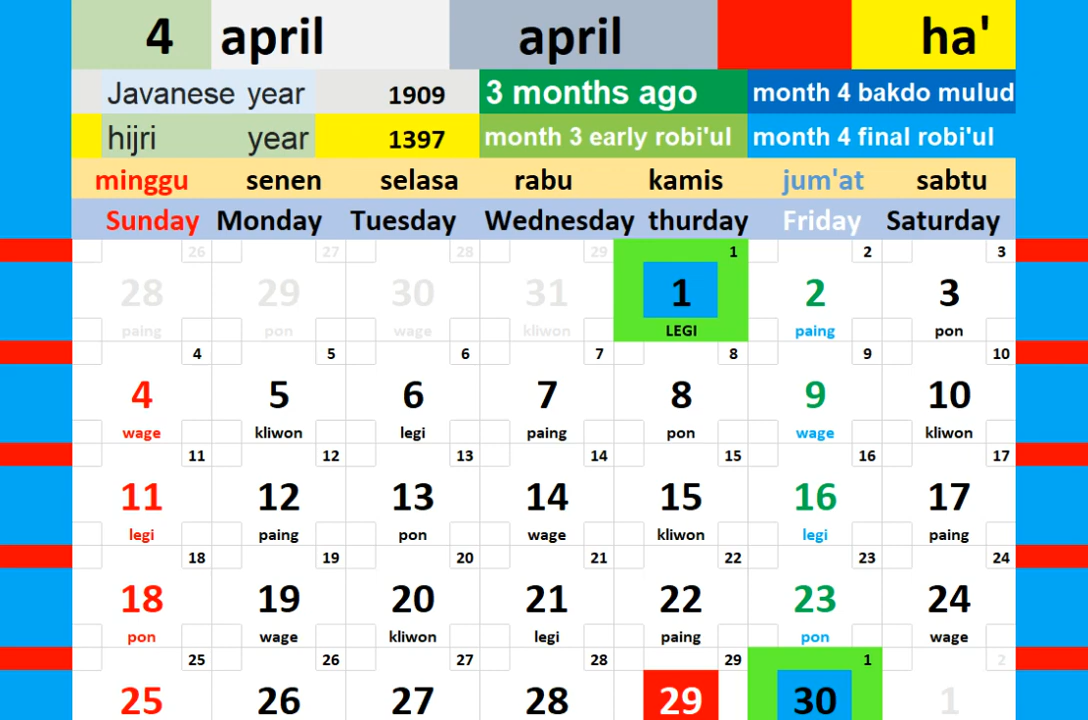 4 april april ha'
Javanese year 1909 3 months ago month 4 bakdo mulud
hijri year 1397 month 3 early robi'ul month 4 final robi'ul
minggu senen selasa rabu kamis jum'at sabtu
Sunday Monday Tuesday Wednesday thurday Friday Saturday
26 27 28 29 1 2 3
28 29 30 31 1 2 3
paing pon wage kliwon LEGI paing pon
4 5 6 7 8 9 10
4 5 6 7 8 9 10
wage kliwon legi paing pon wage kliwon
11 12 13 14 15 16 17
11 12 13 14 15 16 17
legi paing pon wage kliwon legi paing
18 19 20 21 22 23 24
18 19 20 21 22 23 24
pon wage kliwon legi paing pon wage
25 26 27 28 29 1 2
25 26 27 28 29 30 1